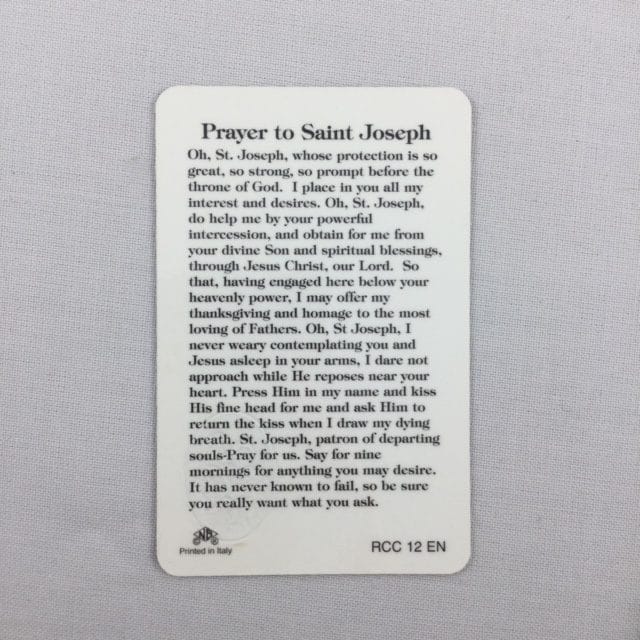 Prayer to Saint Joseph
Oh, St. Joseph, whose protection is so
great, so strong, so prompt before the
throne of God.  I place in you all my
interest and desires. Oh, St. Joseph,
do help me by your powerful
intercession, and obtain for me from
your divine Son and spiritual blessings,
through Jesus Christ, our Lord.  So
that, having engaged here below your
heavenly power, I may offer my
thanksgiving and homage to the most
loving of Fathers. Oh, St Joseph, I
never weary contemplating you and
Jesus asleep in your arms, I dare not
approach while He reposes near your
heart. Press Him in my name and kiss
His fine head for me and ask Him to
return the kiss when I draw my dying
breath. St. Joseph, patron of departing
souls-Pray for us. Say for nine
mornings for anything you may desire.
It has never known to fail, so be sure
you really want what you ask.
Printed in Italy
RCC 12 EN